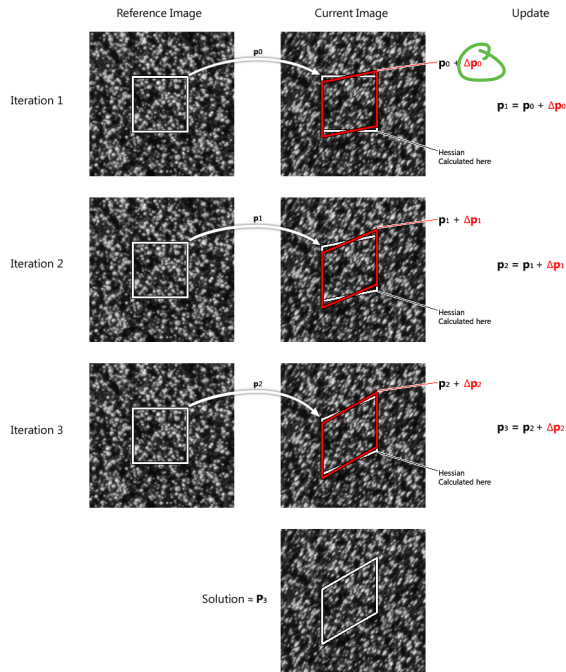 Reference Image
Current Image
Update
p0
p0 + Δp0
Iteration 1
p1 = p0 + Δp0
Hessian
Calculated here
p1
p1 + Δp1
Iteration 2
p2 = p1 + Δp1
Hessian
Calculated here
p2
p2 + Δp2
Iteration 3
p3 = p2 + Δp2
Hessian
Calculated here
Solution ≈ P3